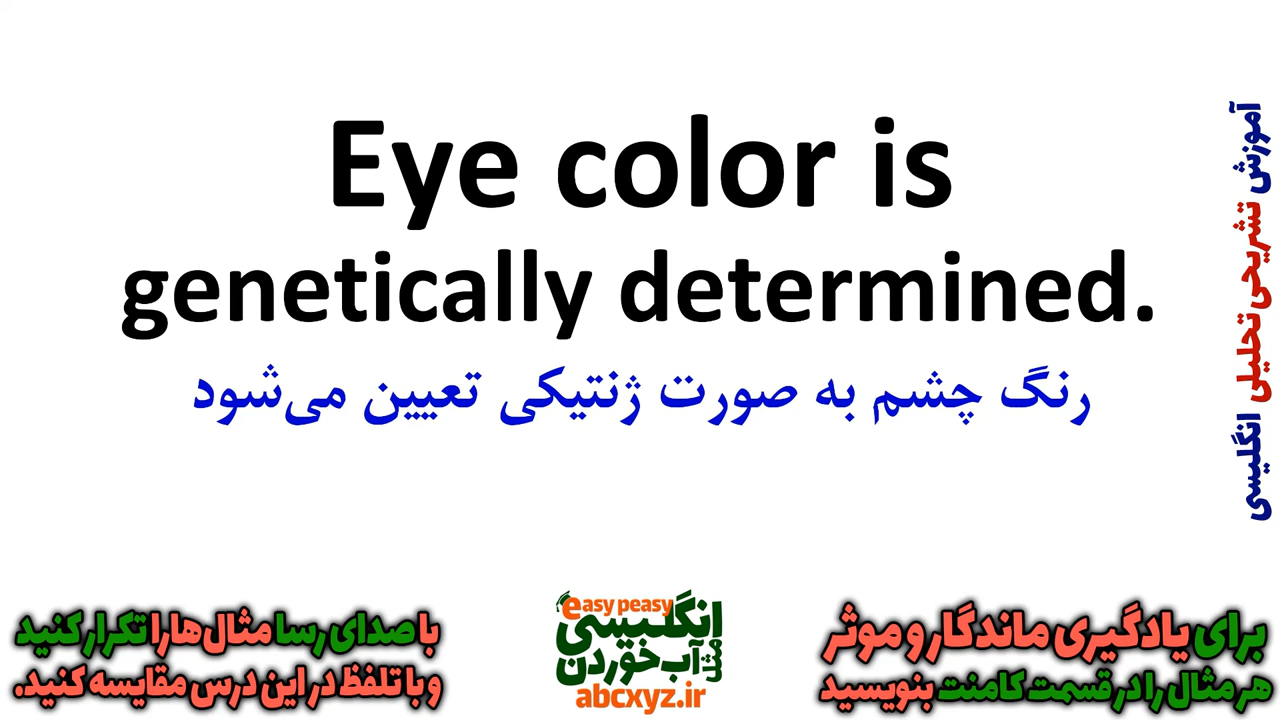 Eye color is
genetically determined.
رنگ چشم به صورت ژنتیکی تعیین می‌شود
آموزش تشریحی تحلیلی انگلیسی
برای یادگیری ماندگار و موثر
هر مثال را در قسمت کامنت بنویسید
easy peasy
انگلیسی
مثل آب خوردن
abcxyz.ir
با صدای رسا مثال‌ها را تکرار کنید
و با تلفظ در این درس مقایسه کنید.